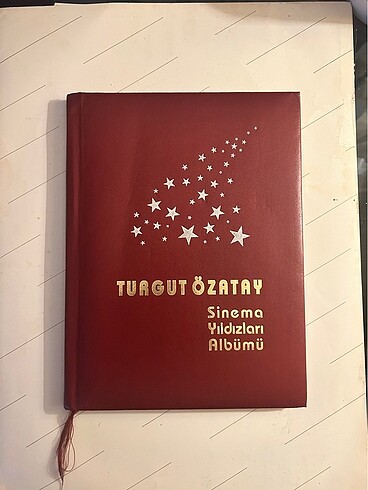 TURGUT ÖZATAY
Sinema
Yıldızları
Albümü